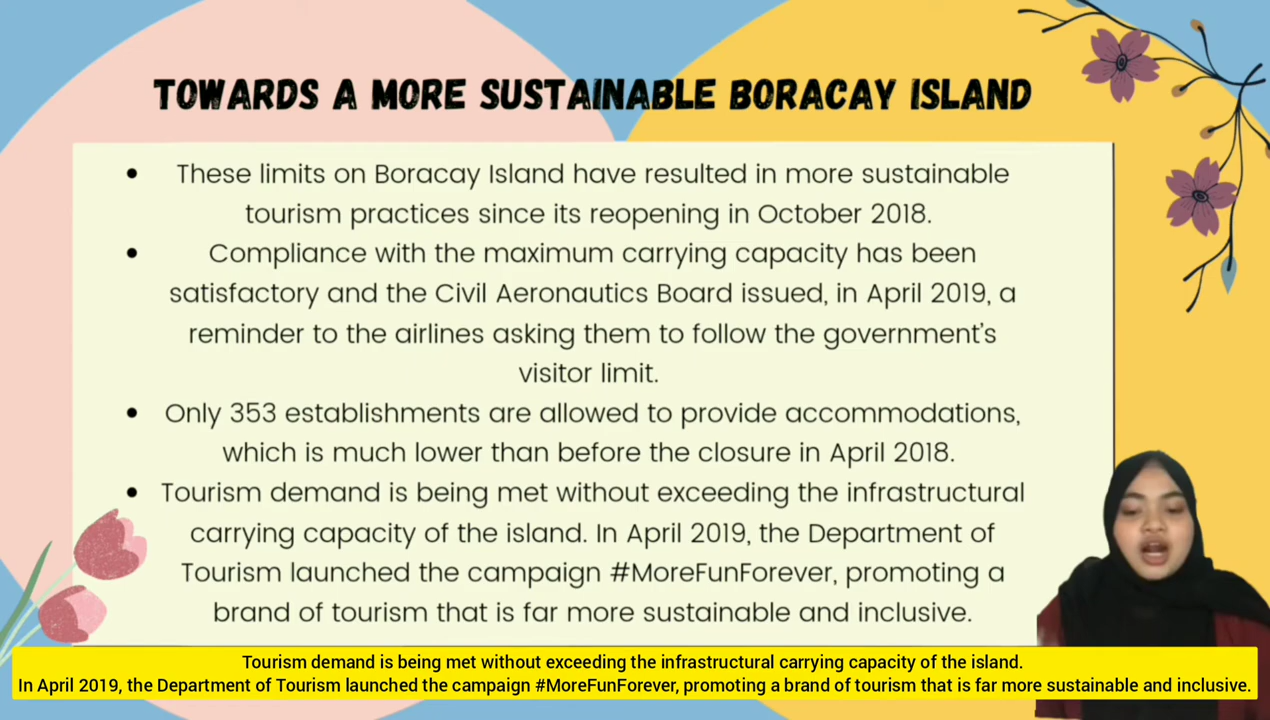 TOWARDS A MORE SUSTAINABLE BORACAY ISLAND
• These limits on Boracay Island have resulted in more sustainable
tourism practices since its reopening in October 2018.
• Compliance with the maximum carrying capacity has been
satisfactory and the Civil Aeronautics Board issued, in April 2019, a
reminder to the airlines asking them to follow the government's
visitor limit.
• Only 353 establishments are allowed to provide accommodations,
which is much lower than before the closure in April 2018.
• Tourism demand is being met without exceeding the infrastructural
carrying capacity of the island. In April 2019, the Department of
Tourism launched the campaign #MoreFunForever, promoting a
brand of tourism that is far more sustainable and inclusive.
Tourism demand is being met without exceeding the infrastructural carrying capacity of the island.
In April 2019, the Department of Tourism launched the campaign #MoreFunForever, promoting a brand of tourism that is far more sustainable and inclusive.